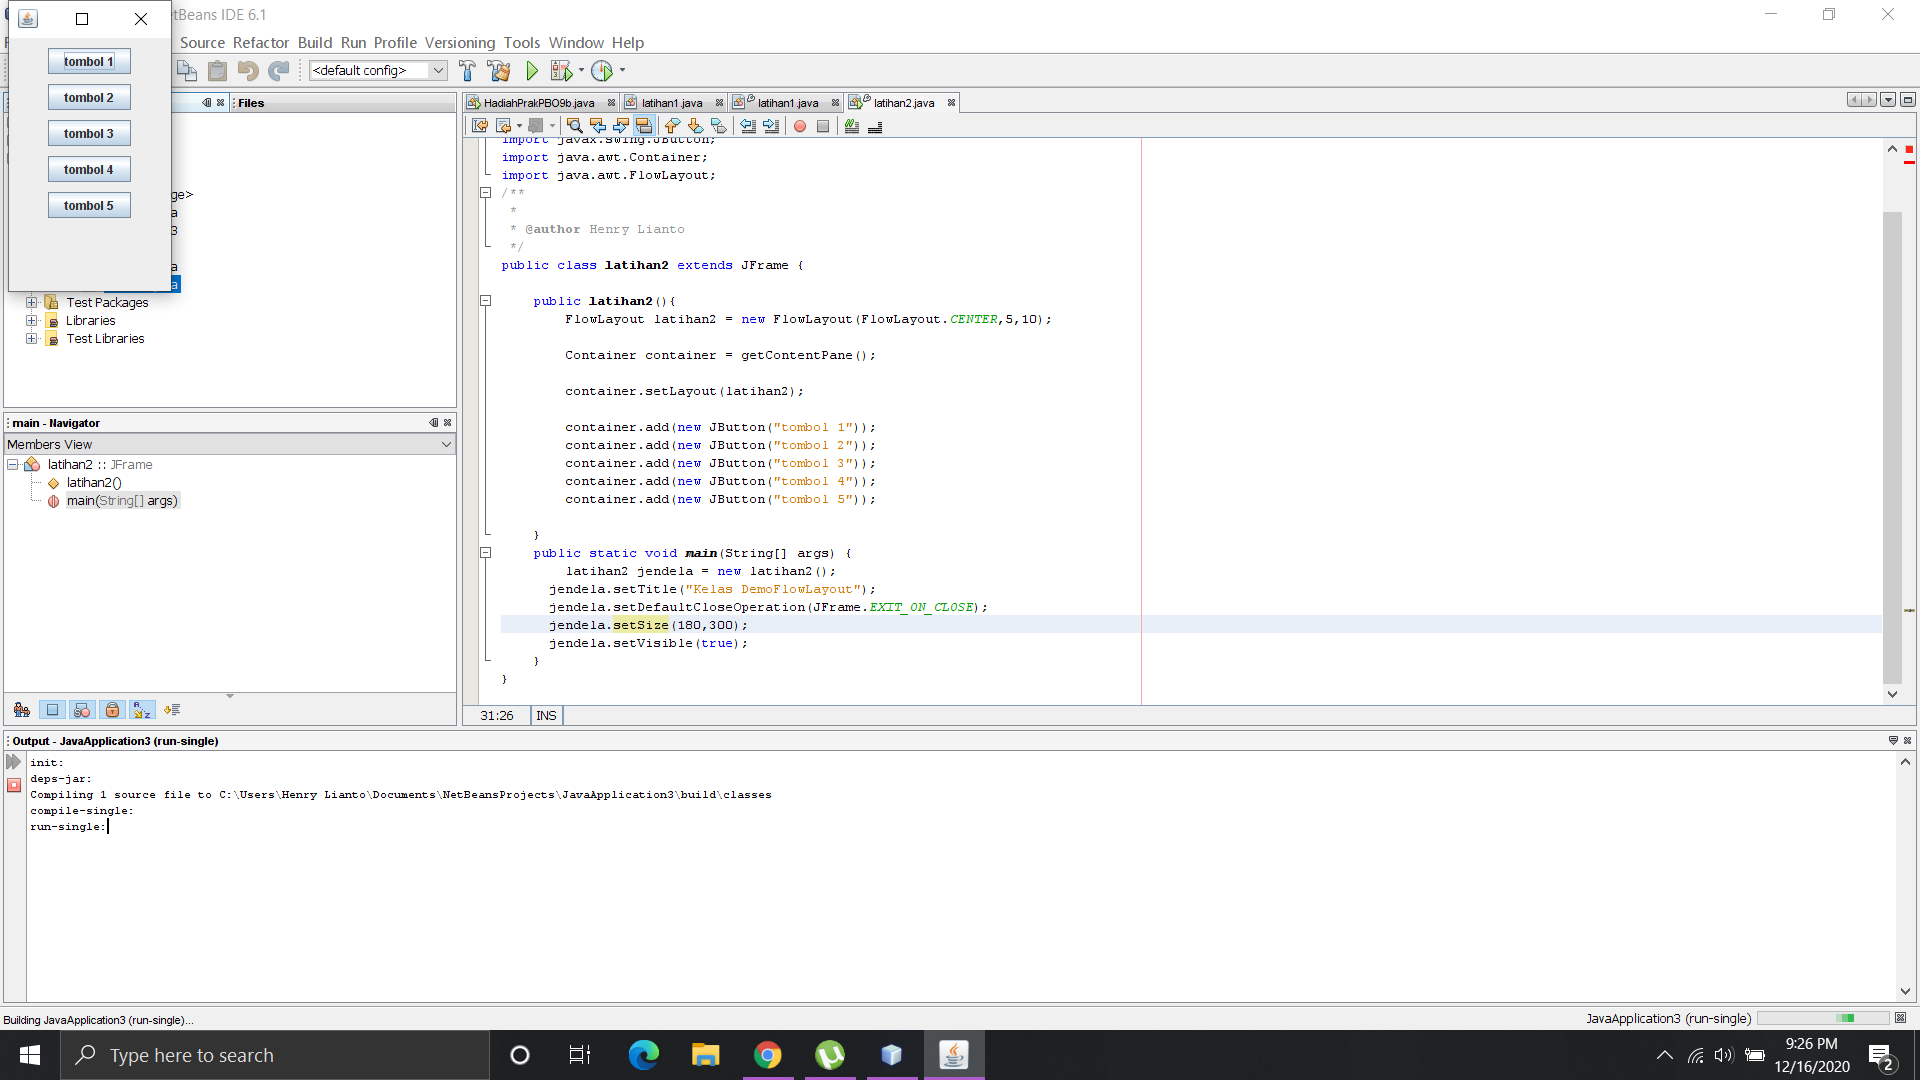 NetBeans IDE 6.1
Source Refactor Build Run Profile Versioning Tools Window Help
<default config>
tombol 1
tombol 2
tombol 3
tombol 4
tombol 5
Files
ge>
a
3
a
a
Test Packages
Libraries
Test Libraries
main - Navigator
Members View
latihan2 :: JFrame
latihan2()
main(String[] args)
HadiahPrakPBO9b.java
latihan1.java
latihan1.java
latihan2.java
import javax.swing.JButton;
import java.awt.Container;
import java.awt.FlowLayout;
/**
 *
 * @author Henry Lianto
 */
public class latihan2 extends JFrame {
public latihan2(){
FlowLayout latihan2 = new FlowLayout(FlowLayout.CENTER,5,10);
Container container = getContentPane();
container.setLayout(latihan2);
container.add(new JButton("tombol 1"));
container.add(new JButton("tombol 2"));
container.add(new JButton("tombol 3"));
container.add(new JButton("tombol 4"));
container.add(new JButton("tombol 5"));
}
public static void main(String[] args) {
latihan2 jendela = new latihan2();
jendela.setTitle("Kelas DemoFlowLayout");
jendela.setDefaultCloseOperation(JFrame.EXIT_ON_CLOSE);
jendela.setSize(180,300);
jendela.setVisible(true);
}
}
31:26 INS
Output - JavaApplication3 (run-single)
init:
deps-jar:
Compiling 1 source file to C:\Users\Henry Lianto\Documents\NetBeansProjects\JavaApplication3\build\classes
compile-single:
run-single:
Building JavaApplication3 (run-single)...
JavaApplication3 (run-single)
Type here to search
9:26 PM
12/16/2020
2